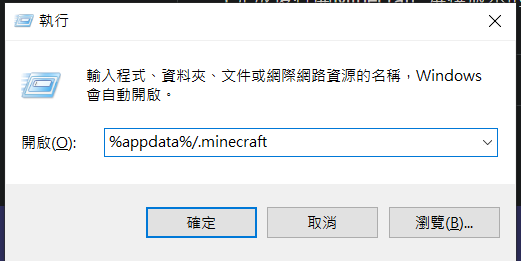 執行
輸入程式、資料夾、文件或網際網路資源的名稱，Windows
會自動開啟。
開啟(O):
%appdata%/.minecraft
確定
取消
瀏覽(B)...